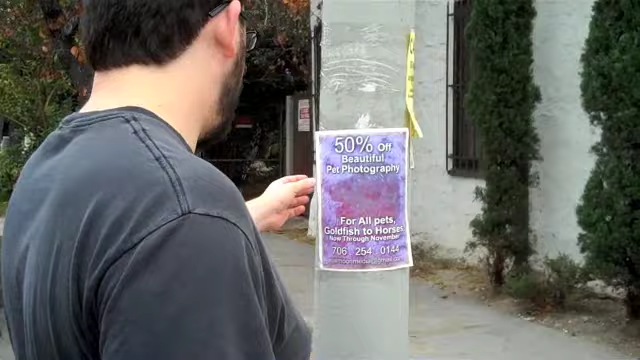 50% Off
Beautiful
Pet Photography
For All pets,
Goldfish to Horses
Now Through November
706 . 254 . 0144